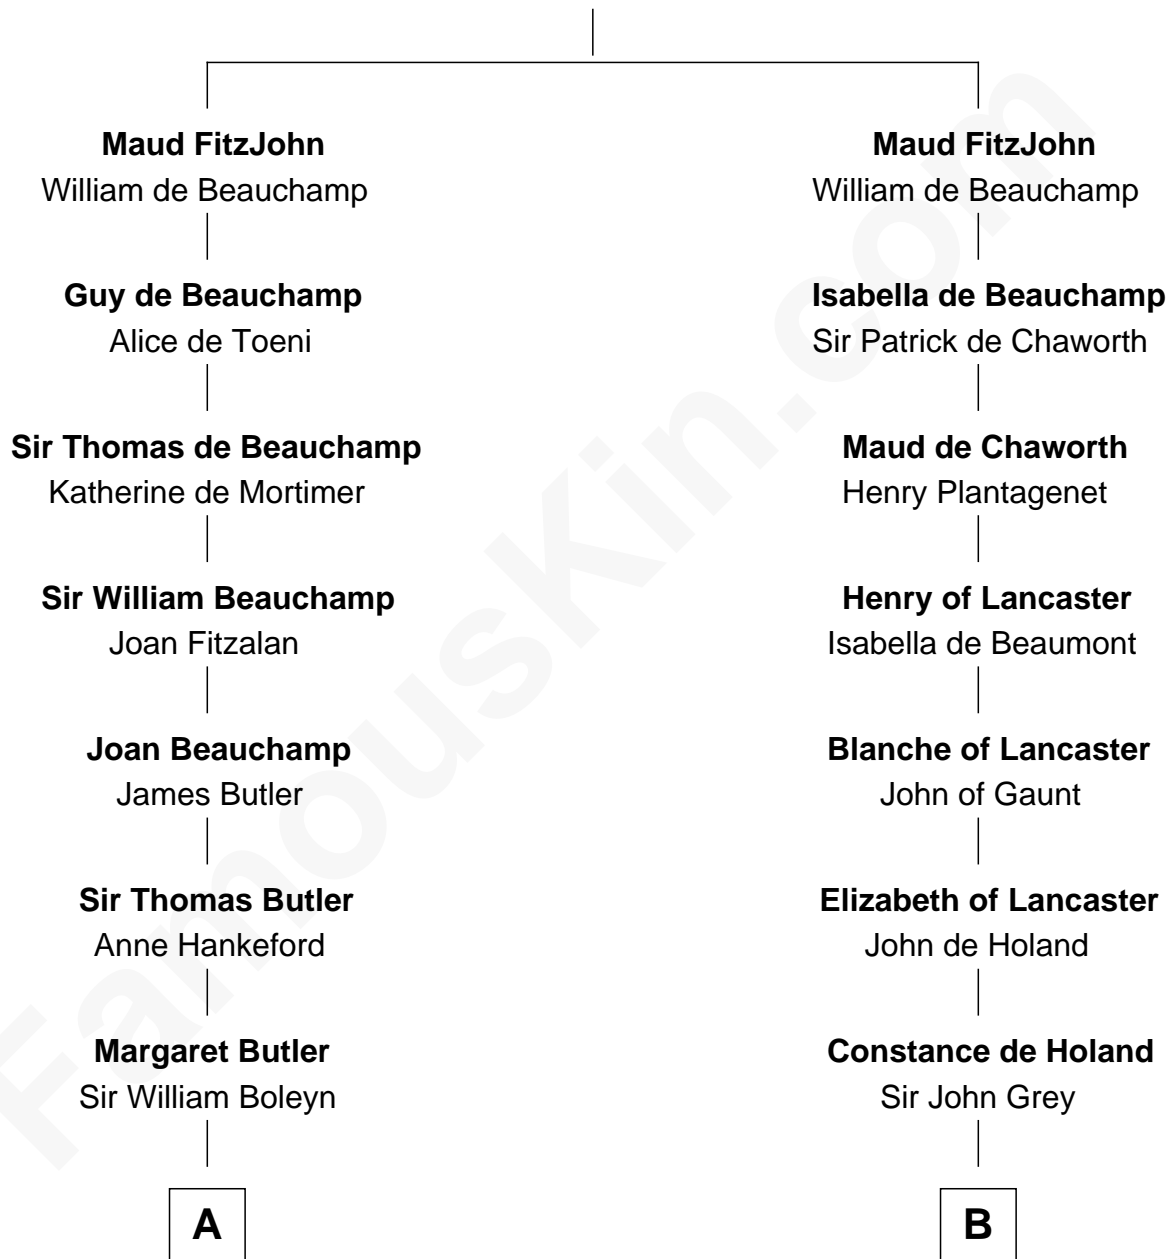 Maud FitzJohn
William de Beauchamp
Guy de Beauchamp
Alice de Toeni
Sir Thomas de Beauchamp
Katherine de Mortimer
Sir William Beauchamp
Joan Fitzalan
Joan Beauchamp
James Butler
Sir Thomas Butler
Anne Hankeford
Margaret Butler
Sir William Boleyn
A
Maud FitzJohn
William de Beauchamp
Isabella de Beauchamp
Sir Patrick de Chaworth
Maud de Chaworth
Henry Plantagenet
Henry of Lancaster
Isabella de Beaumont
Blanche of Lancaster
John of Gaunt
Elizabeth of Lancaster
John de Holand
Constance de Holand
Sir John Grey
B
FamousKin.com